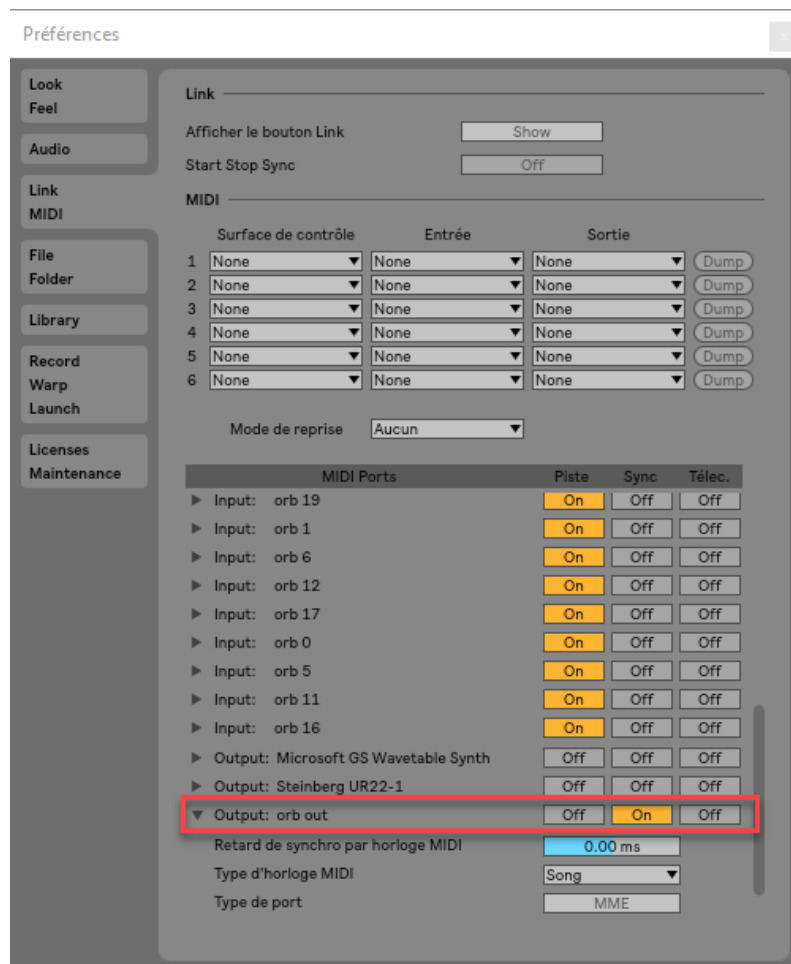 Préférences
Look
Feel
Audio
Link
MIDI
File
Folder
Library
Record
Warp
Launch
Licenses
Maintenance
Link
Afficher le bouton Link Show
Start Stop Sync Off
MIDI
Surface de contrôle Entrée Sortie
1 None None None Dump
2 None None None Dump
3 None None None Dump
4 None None None Dump
5 None None None Dump
6 None None None Dump
Mode de reprise Aucun
MIDI Ports Piste Sync Télec.
Input: orb 19 On Off Off
Input: orb 1 On Off Off
Input: orb 6 On Off Off
Input: orb 12 On Off Off
Input: orb 17 On Off Off
Input: orb 0 On Off Off
Input: orb 5 On Off Off
Input: orb 11 On Off Off
Input: orb 16 On Off Off
Output: Microsoft GS Wavetable Synth Off Off Off
Output: Steinberg UR22-1 Off Off Off
Output: orb out Off On Off
Retard de synchro par horloge MIDI 0.00 ms
Type d'horloge MIDI Song
Type de port MME